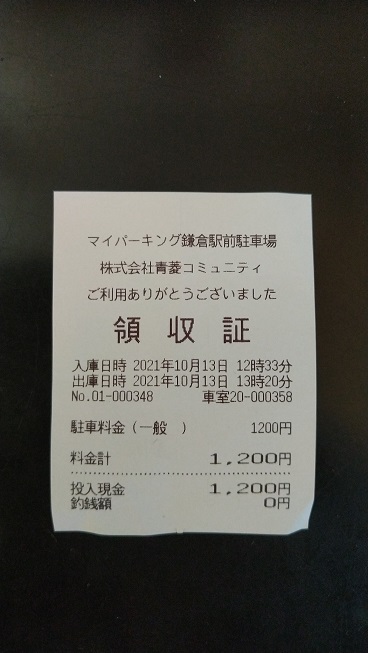 マイパーキング鎌倉駅前駐車場
株式会社青菱コミュニティ
ご利用ありがとうございました
領 収 証
入庫日時 2021年10月13日 12時33分
出庫日時 2021年10月13日 13時20分
No.01-000348 車室20-000358
駐車料金(一般 ) 1200円
料金計 1,200円
投入現金 1,200円
釣銭額 0円